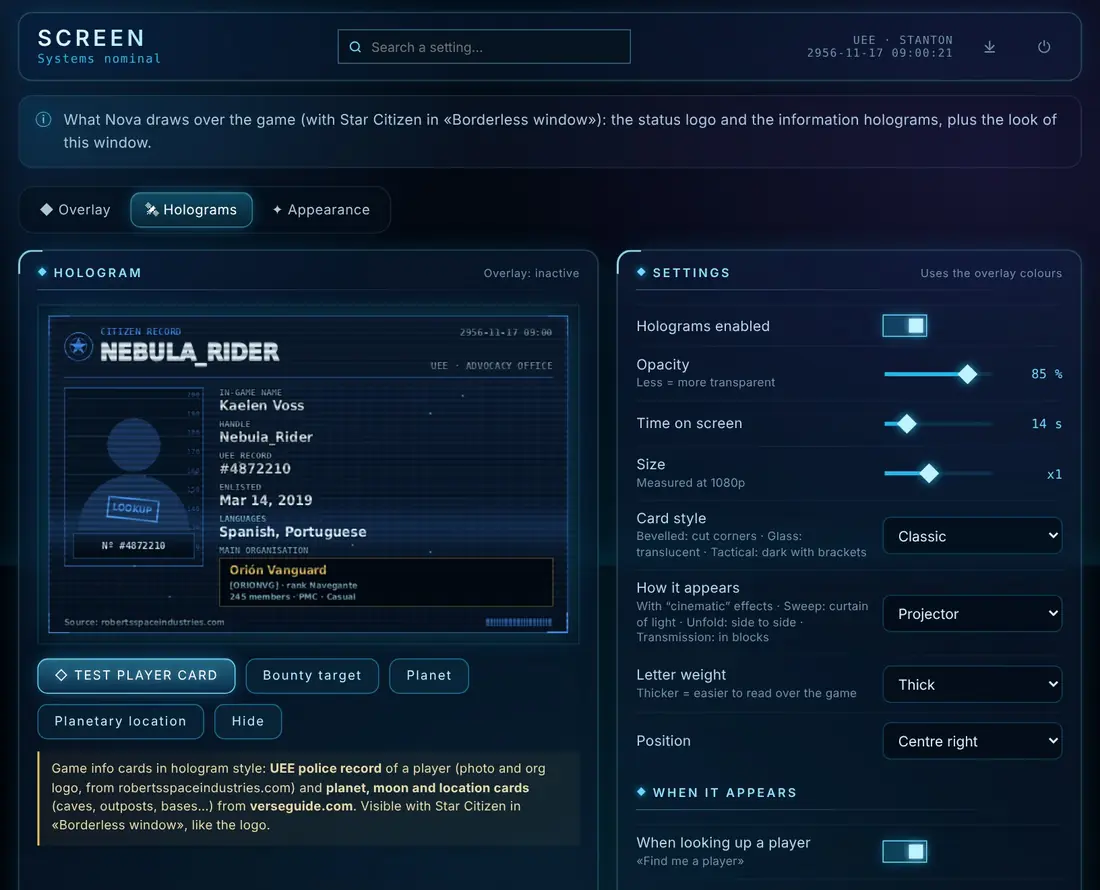 SCREEN
Systems nominal
Search a setting...
UEE · STANTON
2956-11-17 09:00:21
What Nova draws over the game (with Star Citizen in «Borderless window»): the status logo and the information holograms, plus the look of
this window.
Overlay
Holograms
Appearance
HOLOGRAM
Overlay: inactive
CITIZEN RECORD
NEBULA_RIDER
2956-11-17 09:00
UEE · ADVOCACY OFFICE
IN-GAME NAME
Kaelen Voss
HANDLE
Nebula_Rider
UEE RECORD
#4872210
ENLISTED
Mar 14, 2019
LANGUAGES
Spanish, Portuguese
MAIN ORGANISATION
Orión Vanguard
[ORIONVG] · rank Navegante
245 members · PMC · Casual
LOOKUP
Nº #4872210
Source: robertsspaceindustries.com
TEST PLAYER CARD
Bounty target
Planet
Planetary location
Hide
Game info cards in hologram style: UEE police record of a player (photo and org
logo, from robertsspaceindustries.com) and planet, moon and location cards
(caves, outposts, bases...) from verseguide.com. Visible with Star Citizen in
«Borderless window», like the logo.
SETTINGS
Uses the overlay colours
Holograms enabled
Opacity
Less = more transparent
85 %
Time on screen
14 s
Size
Measured at 1080p
x1
Card style
Bevelled: cut corners · Glass:
translucent · Tactical: dark with brackets
Classic
How it appears
With “cinematic” effects · Sweep: curtain
of light · Unfold: side to side ·
Transmission: in blocks
Projector
Letter weight
Thicker = easier to read over the game
Thick
Position
Centre right
WHEN IT APPEARS
When looking up a player
«Find me a player»